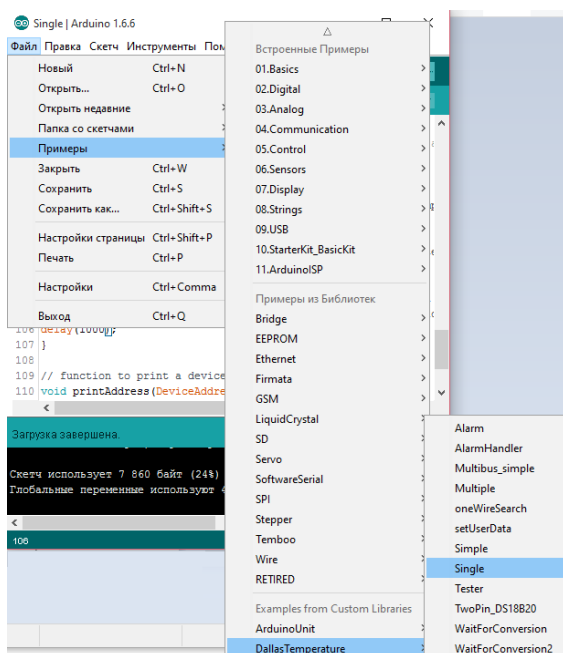 Single | Arduino 1.6.6
Файл Правка Скетч Инструменты Пом
Новый Ctrl+N
Открыть... Ctrl+O
Открыть недавние
Папка со скетчами
Примеры
Закрыть Ctrl+W
Сохранить Ctrl+S
Сохранить как... Ctrl+Shift+S
Настройки страницы Ctrl+Shift+P
Печать Ctrl+P
Настройки Ctrl+Comma
Выход Ctrl+Q
106 delay(1000);
107 }
108
109 // function to print a device
110 void printAddress(DeviceAddre
Загрузка завершена.
Скетч использует 7 860 байт (24%)
Глобальные переменные используют
106
Встроенные Примеры
01.Basics
02.Digital
03.Analog
04.Communication
05.Control
06.Sensors
07.Display
08.Strings
09.USB
10.StarterKit_BasicKit
11.ArduinoISP
Примеры из Библиотек
Bridge
EEPROM
Ethernet
Firmata
GSM
LiquidCrystal
SD
Servo
SoftwareSerial
SPI
Stepper
Temboo
Wire
RETIRED
Examples from Custom Libraries
ArduinoUnit
DallasTemperature
Alarm
AlarmHandler
Multibus_simple
Multiple
oneWireSearch
setUserData
Simple
Single
Tester
TwoPin_DS18B20
WaitForConversion
WaitForConversion2